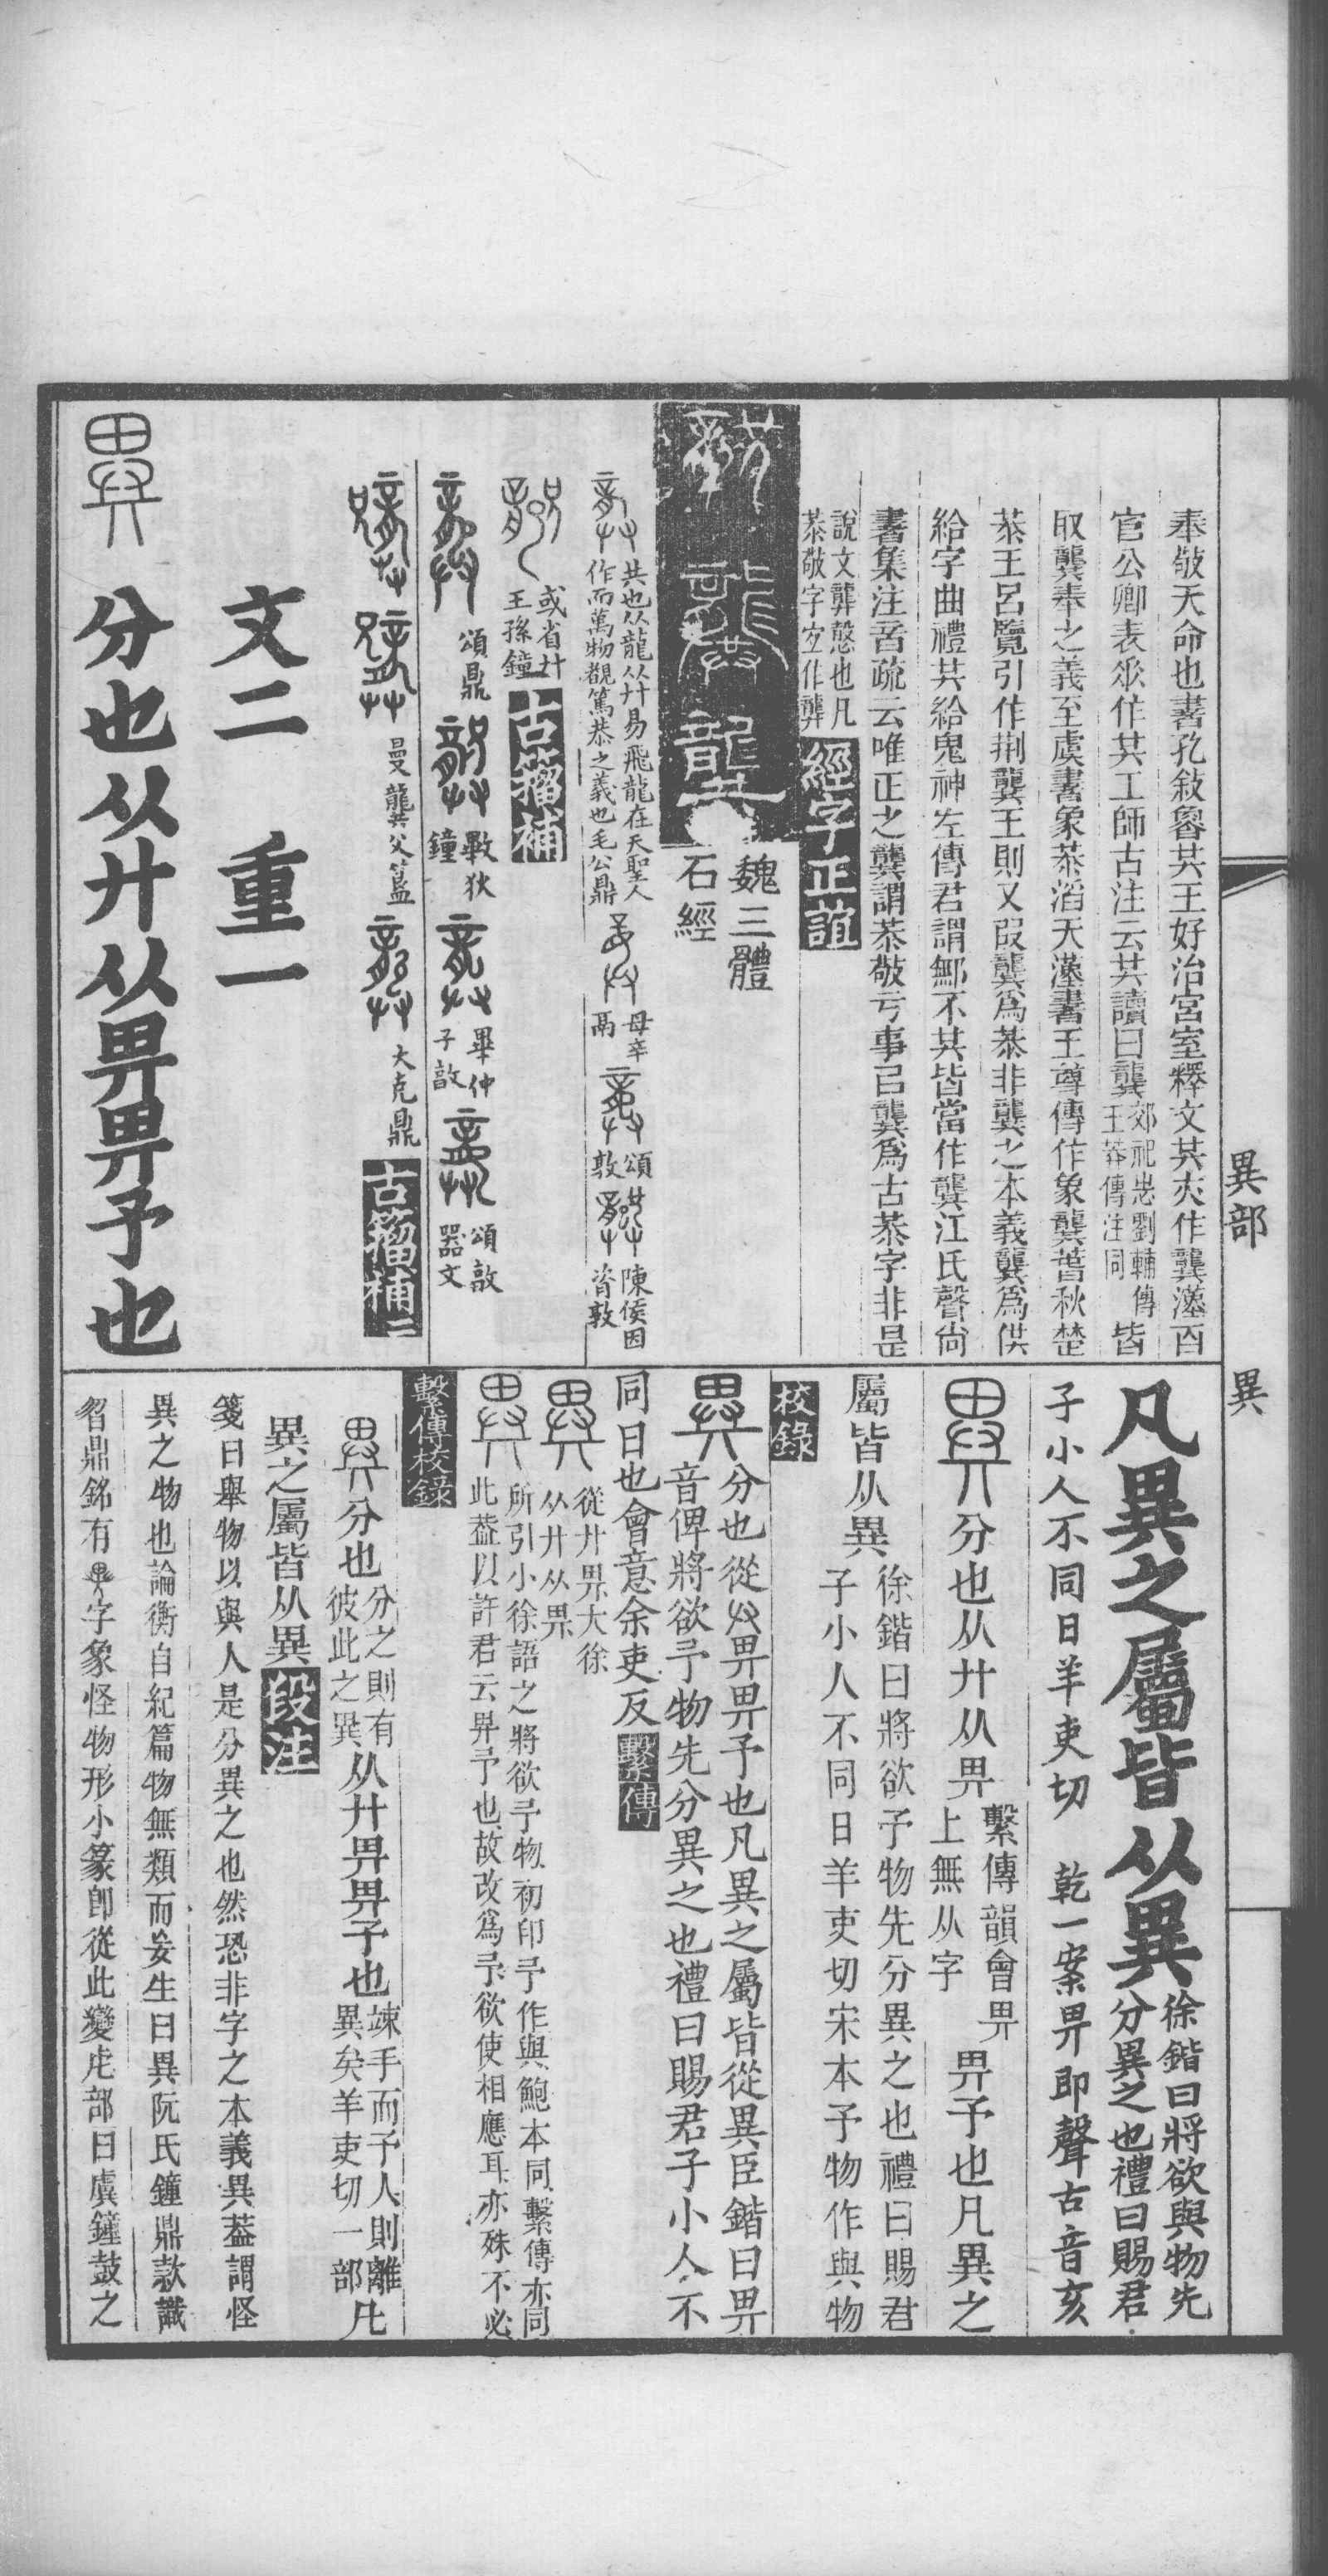 奉敬天命也書孔敍魯共王好治宮室釋文共夾作龔漢百
官公卿表𠂢作共工師古注云共讀曰龔郊祀志劉輔傳
王莽傳注同皆
取龔奉之義至虞書象恭滔天漢書王尊傳作象龔春秋楚
恭王呂覽引作荆龔王則又叚龔爲恭非龔之本義龔爲供
給字曲禮共給鬼神左傳君謂鄦不共皆當作龔江氏聲尙
書集注音疏云唯正之龔謂恭敬亏事㠯龔爲古恭字非是
說文龔愨也凡
恭敬字宐作龔
經字正誼
魏三體
石經
共也从龍从廾易飛龍在天聖人
作而萬物覩篤恭之義也毛公鼎
母辛
鬲
頌
敦
陳侯因
𦣞敦
或省廾
王孫鐘
古籀補
頌鼎
𢾭狄
鐘
畢仲
子敦
頌敦
器文
曼龔父簋
大克鼎
古籀補二
文二 重一
異 分也从廾从畀畀予也
異部
異
凡異之屬皆从異徐鍇曰將欲與物先
分異之也禮曰賜君
子小人不同日羊吏切 乾一案畀卽聲古音亥
異分也从廾从畀繫傳韻會畀
上無从字畀予也凡異之
屬皆从異徐鍇曰將欲予物先分異之也禮曰賜君
子小人不同日羊吏切宋本予物作與物
校錄
異分也從廾畀畀予也凡異之屬皆從異臣鍇曰畀
音俾將欲予物先分異之也禮曰賜君子小人不
同日也會意余吏反繫傳
異從廾畀大徐
从廾从畀
所引小徐語之將欲予物初印予作與鮑本同繫傳亦同
異此葢以許君云畀予也故改爲予欲使相應耳亦殊不必
繫傳校錄
異分也分之則有
彼此之異从廾畀畀予也竦手而予人則離
異矣羊吏切一部凡
異之屬皆从異段注
箋曰舉物以與人是分異之也然恐非字之本義異葢謂怪
異之物也論衡自紀篇物無類而妄生曰異阮氏鐘鼎款識
曶鼎銘有異字象怪物形小篆卽從此變虍部曰虡鐘鼓之